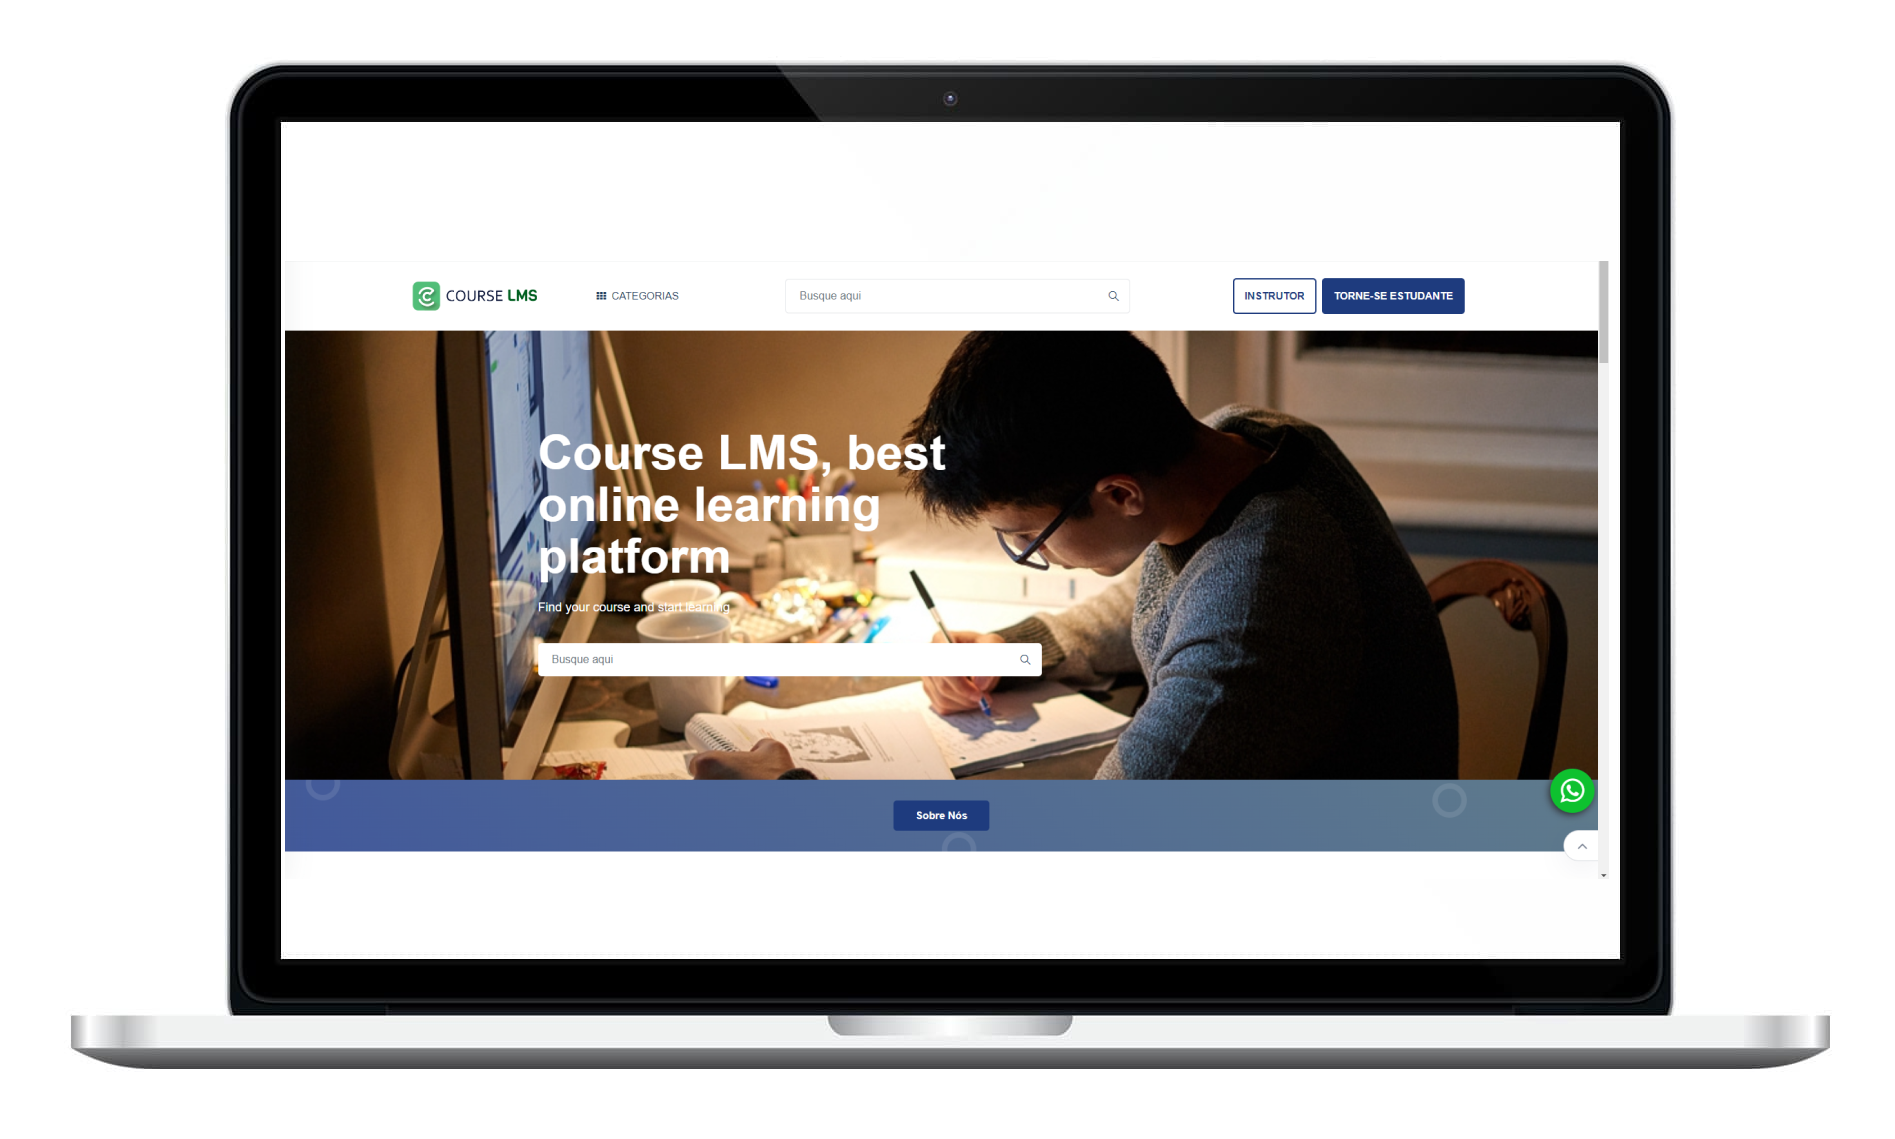 COURSE LMS
CATEGORIAS
Busque aqui
INSTRUTOR
TORNE-SE ESTUDANTE
Course LMS, best
online learning
platform
Find your course and start learning
Busque aqui
Sobre Nós